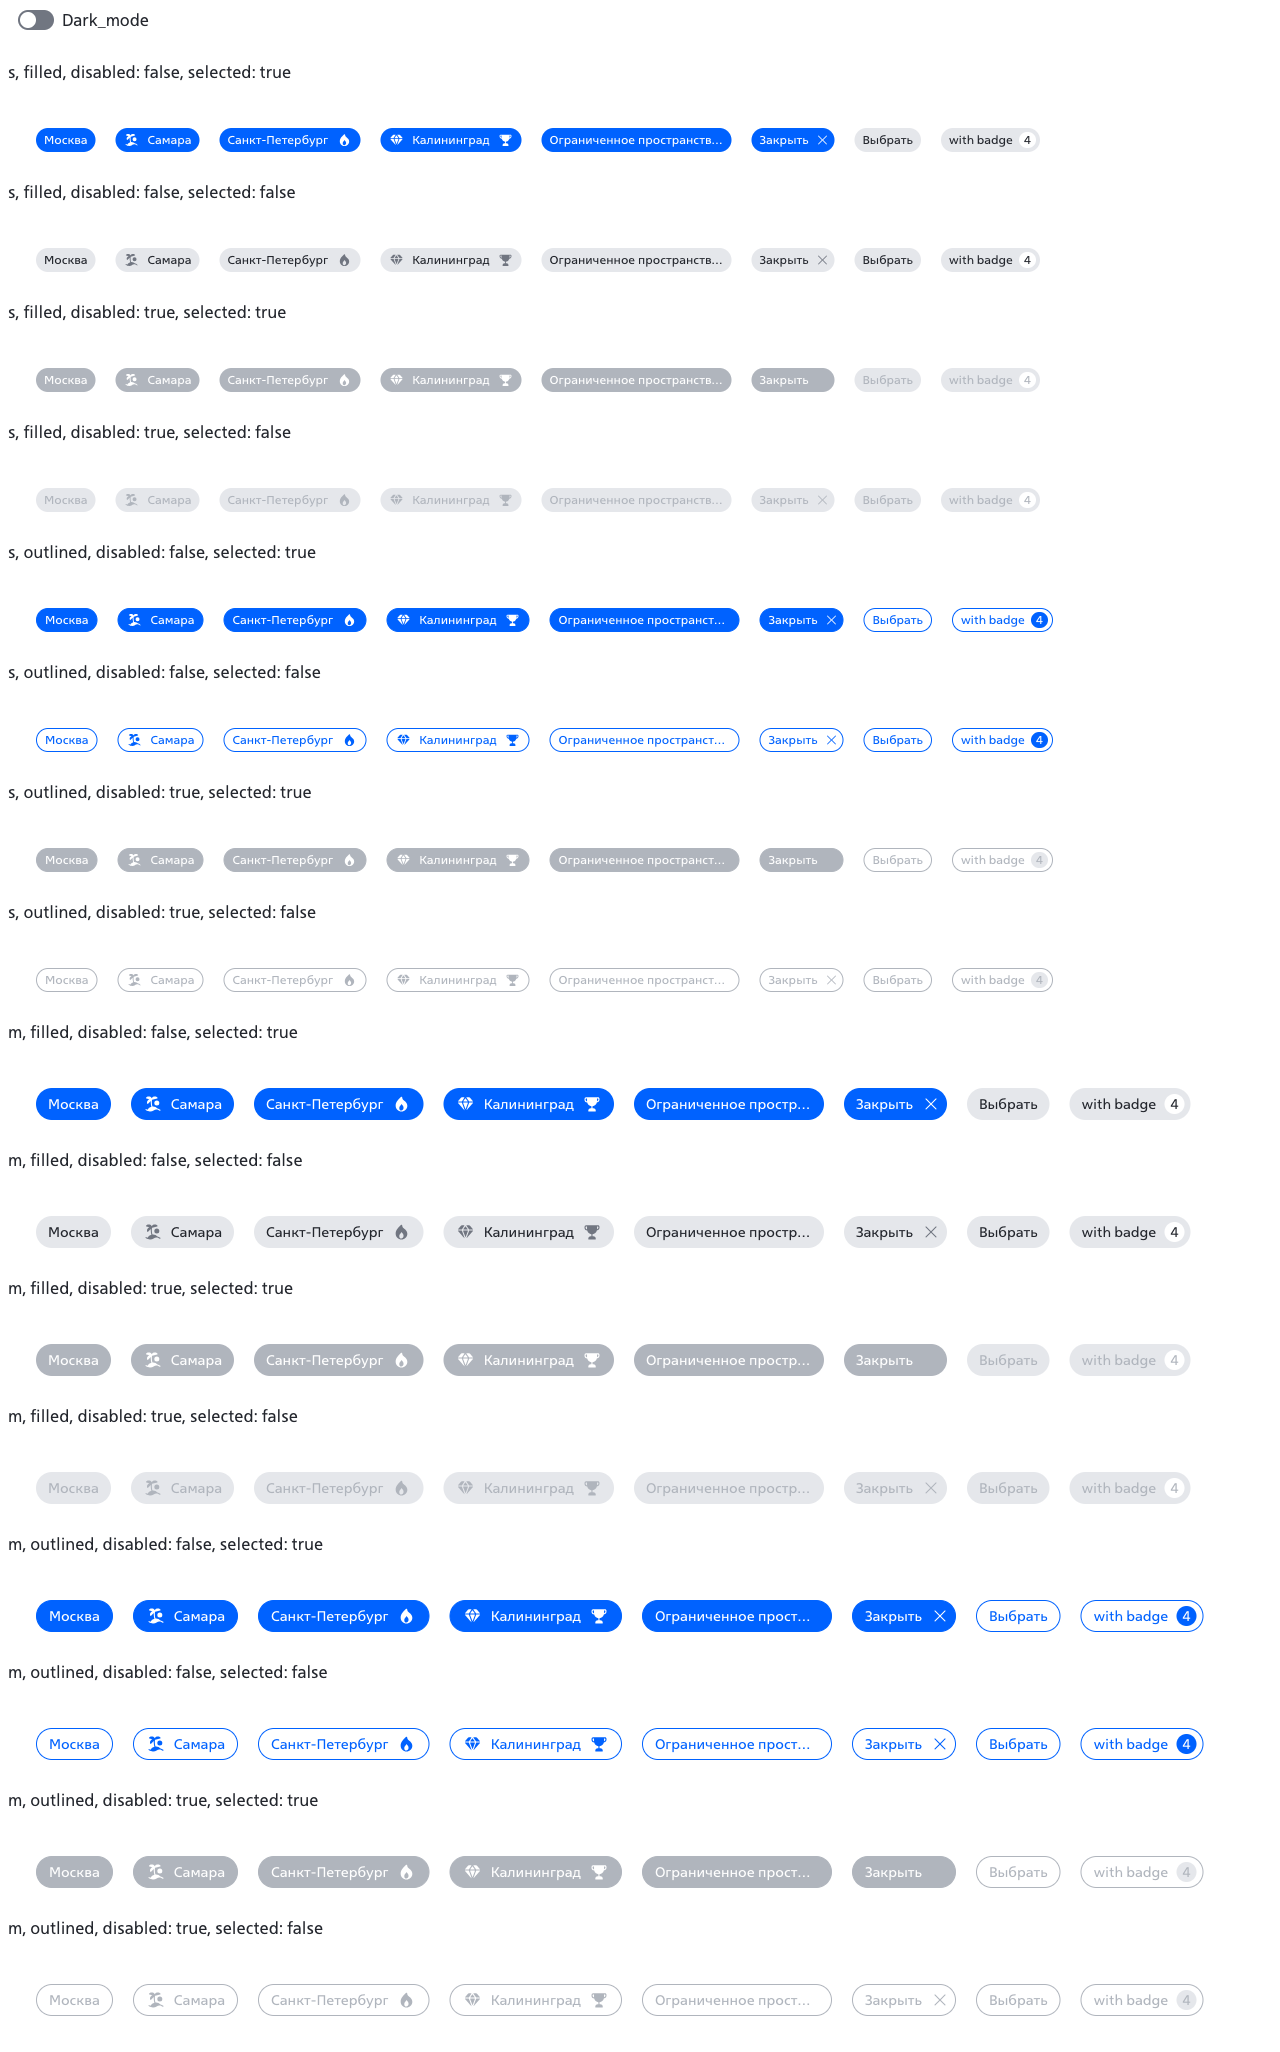 Dark_mode
s, filled, disabled: false, selected: true
Москва Самара Санкт-Петербург Калининград Ограниченное пространств... Закрыть Выбрать with badge 4
s, filled, disabled: false, selected: false
Москва Самара Санкт-Петербург Калининград Ограниченное пространств... Закрыть Выбрать with badge 4
s, filled, disabled: true, selected: true
Москва Самара Санкт-Петербург Калининград Ограниченное пространств... Закрыть Выбрать with badge 4
s, filled, disabled: true, selected: false
Москва Самара Санкт-Петербург Калининград Ограниченное пространств... Закрыть Выбрать with badge 4
s, outlined, disabled: false, selected: true
Москва Самара Санкт-Петербург Калининград Ограниченное пространст... Закрыть Выбрать with badge 4
s, outlined, disabled: false, selected: false
Москва Самара Санкт-Петербург Калининград Ограниченное пространст... Закрыть Выбрать with badge 4
s, outlined, disabled: true, selected: true
Москва Самара Санкт-Петербург Калининград Ограниченное пространст... Закрыть Выбрать with badge 4
s, outlined, disabled: true, selected: false
Москва Самара Санкт-Петербург Калининград Ограниченное пространст... Закрыть Выбрать with badge 4
m, filled, disabled: false, selected: true
Москва Самара Санкт-Петербург Калининград Ограниченное простр... Закрыть Выбрать with badge 4
m, filled, disabled: false, selected: false
Москва Самара Санкт-Петербург Калининград Ограниченное простр... Закрыть Выбрать with badge 4
m, filled, disabled: true, selected: true
Москва Самара Санкт-Петербург Калининград Ограниченное простр... Закрыть Выбрать with badge 4
m, filled, disabled: true, selected: false
Москва Самара Санкт-Петербург Калининград Ограниченное простр... Закрыть Выбрать with badge 4
m, outlined, disabled: false, selected: true
Москва Самара Санкт-Петербург Калининград Ограниченное прост... Закрыть Выбрать with badge 4
m, outlined, disabled: false, selected: false
Москва Самара Санкт-Петербург Калининград Ограниченное прост... Закрыть Выбрать with badge 4
m, outlined, disabled: true, selected: true
Москва Самара Санкт-Петербург Калининград Ограниченное прост... Закрыть Выбрать with badge 4
m, outlined, disabled: true, selected: false
Москва Самара Санкт-Петербург Калининград Ограниченное прост... Закрыть Выбрать with badge 4